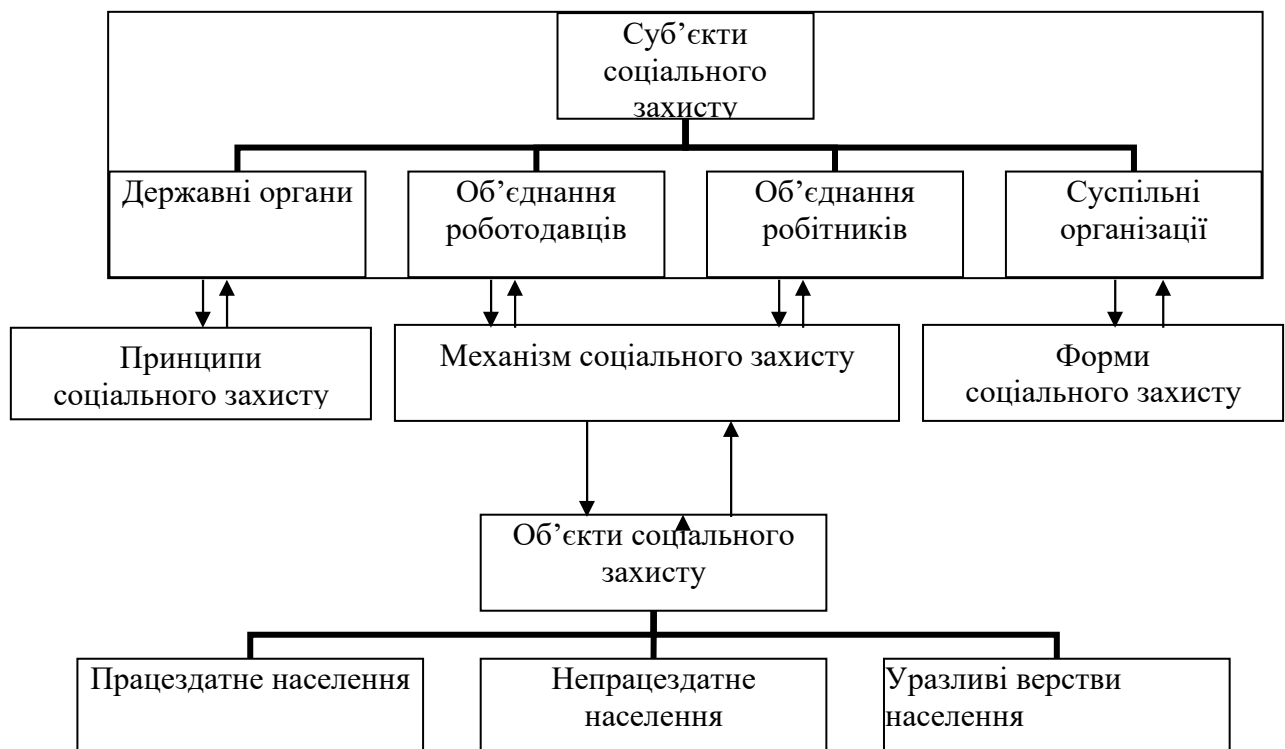 Суб’єкти
соціального
захисту
Державні органи
Об’єднання
роботодавців
Об’єднання
робітників
Суспільні
організації
Принципи
соціального захисту
Механізм соціального захисту
Форми
соціального захисту
Об’єкти соціального
захисту
Працездатне населення
Непрацездатне
населення
Уразливі верстви
населення